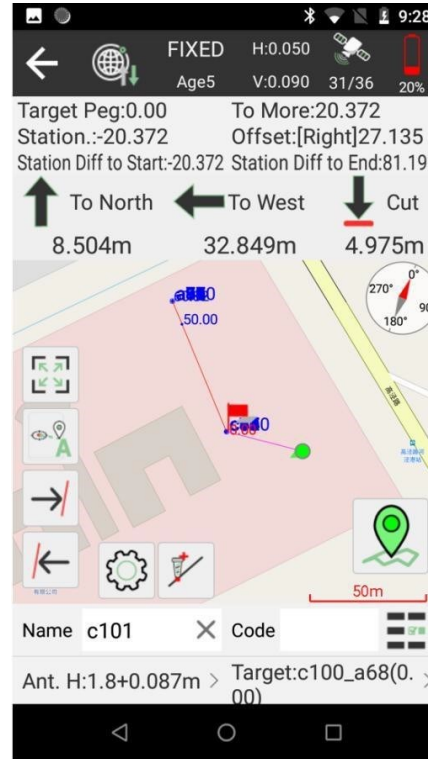 9:28
FIXED H:0.050
Age5 V:0.090 31/36 20%
Target Peg:0.00 To More:20.372
Station.:-20.372 Offset:[Right]27.135
Station Diff to Start:-20.372 Station Diff to End:81.19
To North To West Cut
8.504m 32.849m 4.975m
0°
270° 90
180°
50.00
A
50m
Name c101 Code
Ant. H:1.8+0.087m > Target:c100_a68(0.
00)